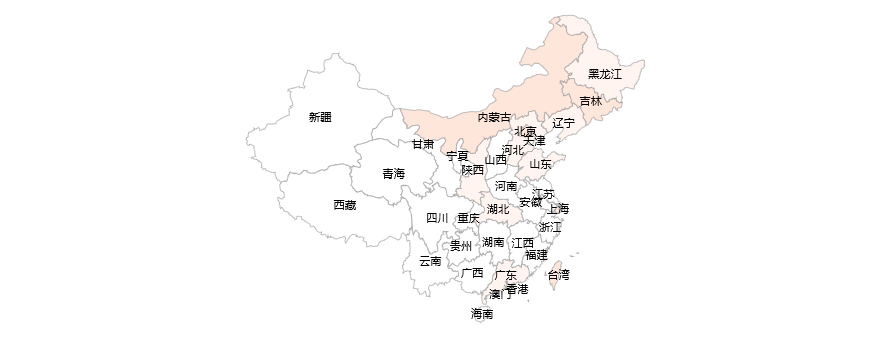 黑龙江
吉林
新疆
内蒙古
辽宁
北京
天津
甘肃
河北
宁夏
山西
山东
陕西
青海
河南
江苏
安徽
西藏
上海
湖北
四川
重庆
浙江
湖南
江西
贵州
福建
云南
广西
广东
台湾
香港
澳门
海南